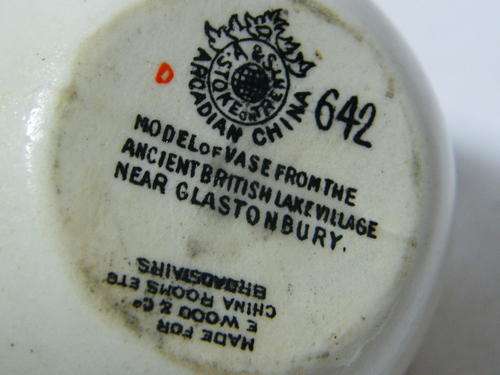 A & S
STOKE ON TRENT
ARCADIAN CHINA
642
MODEL OF VASE FROM THE
ANCIENT BRITISH LAKE VILLAGE
NEAR GLASTONBURY.
MADE FOR
E WOOD & Co
CHINA ROOMS ETC
BROADSTAIRS